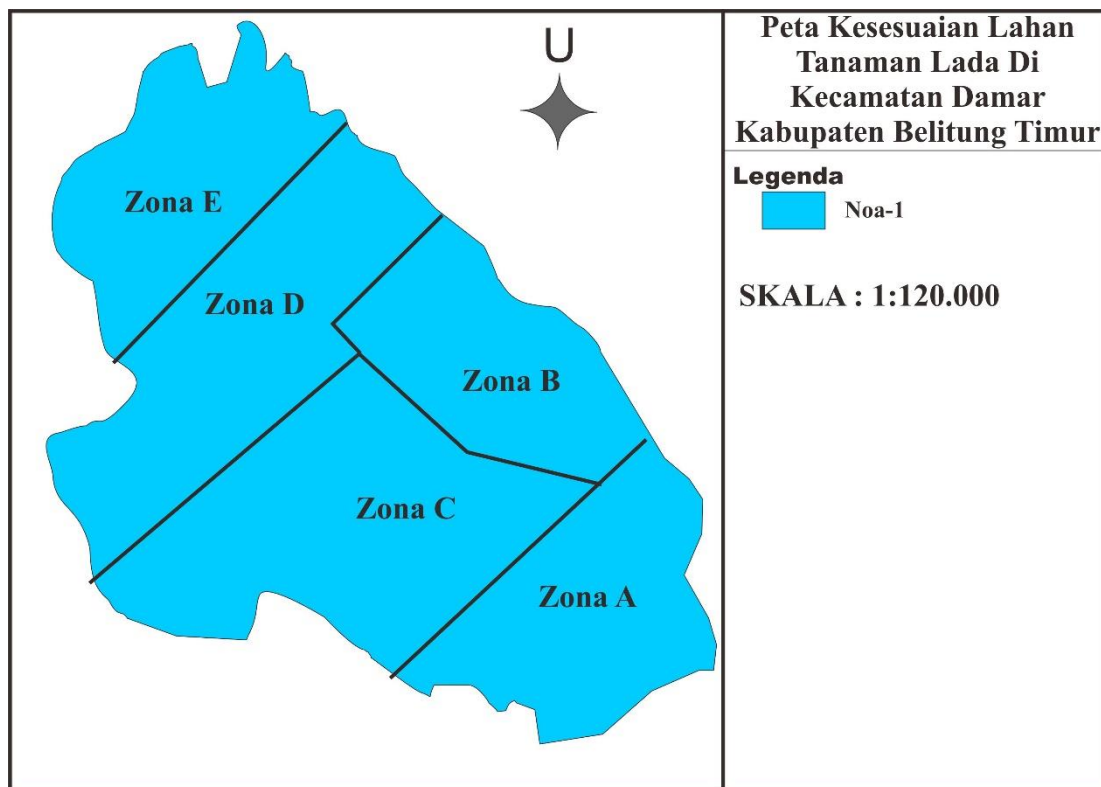 U
Zona E
Zona D
Zona B
Zona C
Zona A
Peta Kesesuaian Lahan
Tanaman Lada Di
Kecamatan Damar
Kabupaten Belitung Timur
Legenda
Noa-1
SKALA : 1:120.000